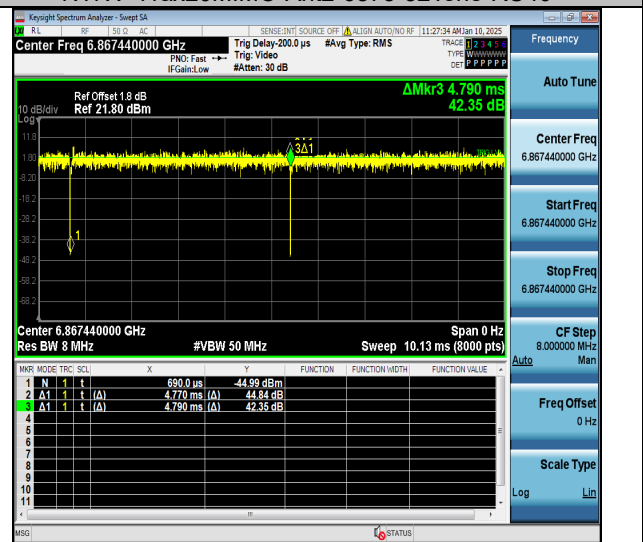 Keysight Spectrum Analyzer - Swept SA
RL RF 50 Ω AC SENSE:INT SOURCE OFF ALIGN AUTO/NO RF 11:27:34 AM Jan 10, 2025
Center Freq 6.867440000 GHz
PNO: Fast
IFGain:Low
Trig Delay-200.0 µs
Trig: Video
#Atten: 30 dB
#Avg Type: RMS
TRACE 1 2 3 4 5 6
TYPE WWWWWW
DET P P P P P P
ΔMkr3 4.790 ms
42.35 dB
Ref Offset 1.8 dB
Ref 21.80 dBm
10 dB/div
Log
11.8
1.80
-8.20
-18.2
-28.2
-38.2
-48.2
-58.2
-68.2
3Δ1
1
Center 6.867440000 GHz
Span 0 Hz
Res BW 8 MHz
#VBW 50 MHz
Sweep 10.13 ms (8000 pts)
MKR MODE TRC SCL X Y FUNCTION FUNCTION WIDTH FUNCTION VALUE
1 N 1 t 690.0 µs -44.99 dBm
2 Δ1 1 t (Δ) 4.770 ms (Δ) 44.84 dB
3 Δ1 1 t (Δ) 4.790 ms (Δ) 42.35 dB
4
5
6
7
8
9
10
11
MSG
STATUS
Frequency
Auto Tune
Center Freq
6.867440000 GHz
Start Freq
6.867440000 GHz
Stop Freq
6.867440000 GHz
CF Step
8.000000 MHz
Auto Man
Freq Offset
0 Hz
Scale Type
Log Lin